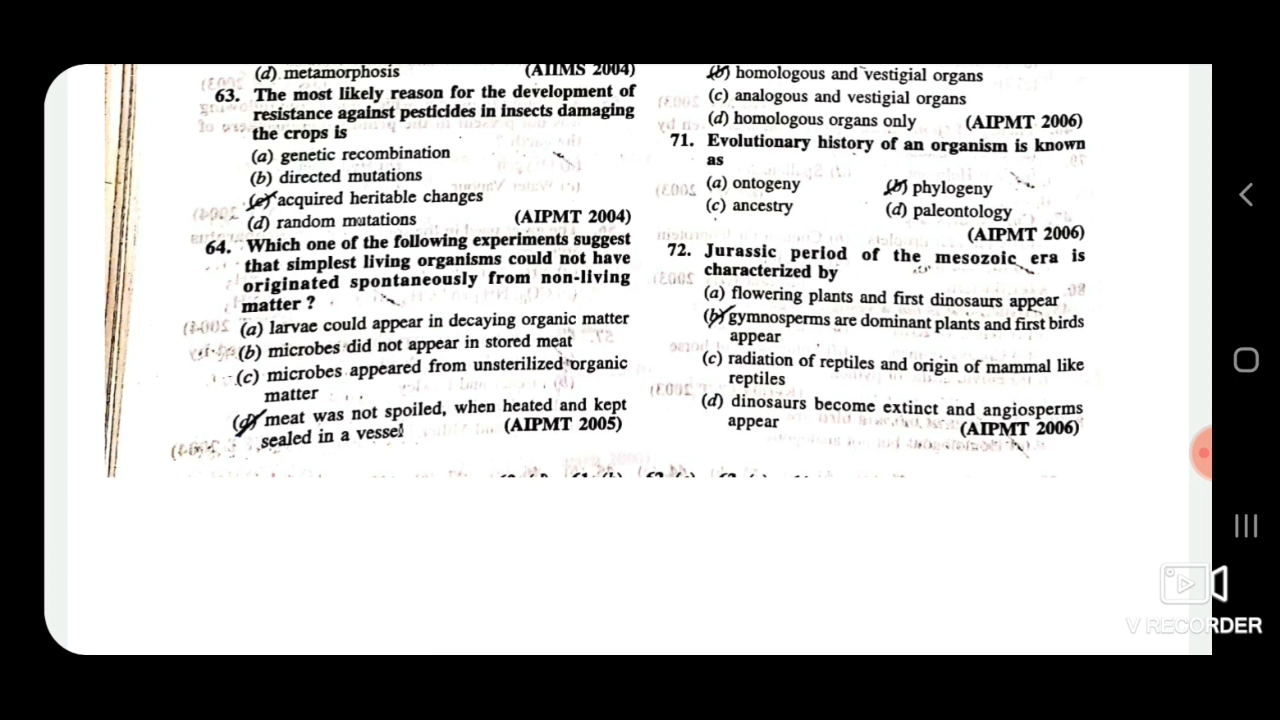 (d) metamorphosis (AIIMS 2004)
63. The most likely reason for the development of
resistance against pesticides in insects damaging
the crops is
(a) genetic recombination
(b) directed mutations
(c) acquired heritable changes
(d) random mutations (AIPMT 2004)
64. Which one of the following experiments suggest
that simplest living organisms could not have
originated spontaneously from non-living
matter ?
(a) larvae could appear in decaying organic matter
(b) microbes did not appear in stored meat
(c) microbes appeared from unsterilized organic
matter
(d) meat was not spoiled, when heated and kept
sealed in a vessel (AIPMT 2005)
(b) homologous and vestigial organs
(c) analogous and vestigial organs
(d) homologous organs only (AIPMT 2006)
71. Evolutionary history of an organism is known
as
(a) ontogeny (b) phylogeny
(c) ancestry (d) paleontology
(AIPMT 2006)
72. Jurassic period of the mesozoic era is
characterized by
(a) flowering plants and first dinosaurs appear
(b) gymnosperms are dominant plants and first birds
appear
(c) radiation of reptiles and origin of mammal like
reptiles
(d) dinosaurs become extinct and angiosperms
appear (AIPMT 2006)
V RECORDER